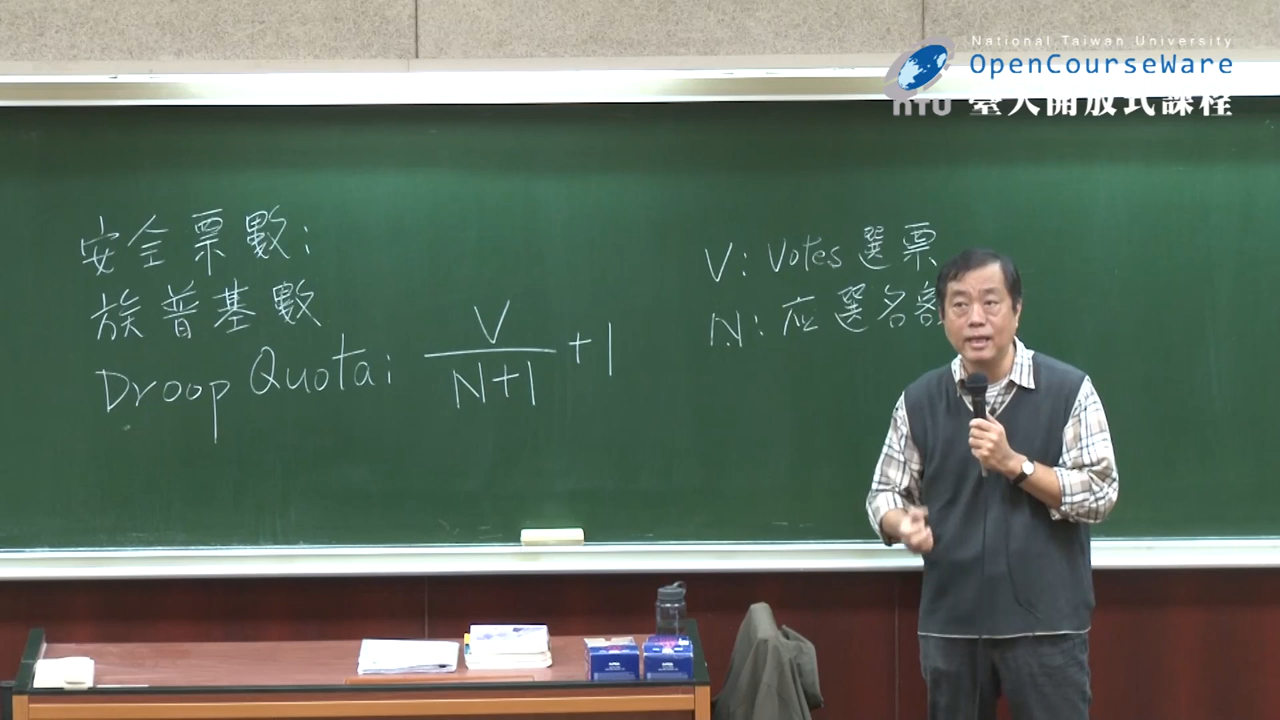 National Taiwan University
OpenCourseWare
NTU 臺大開放式課程
安全票數:
族普基數
Droop Quota: V/(N+1) +1
V: Votes 選票
N: 应選名額